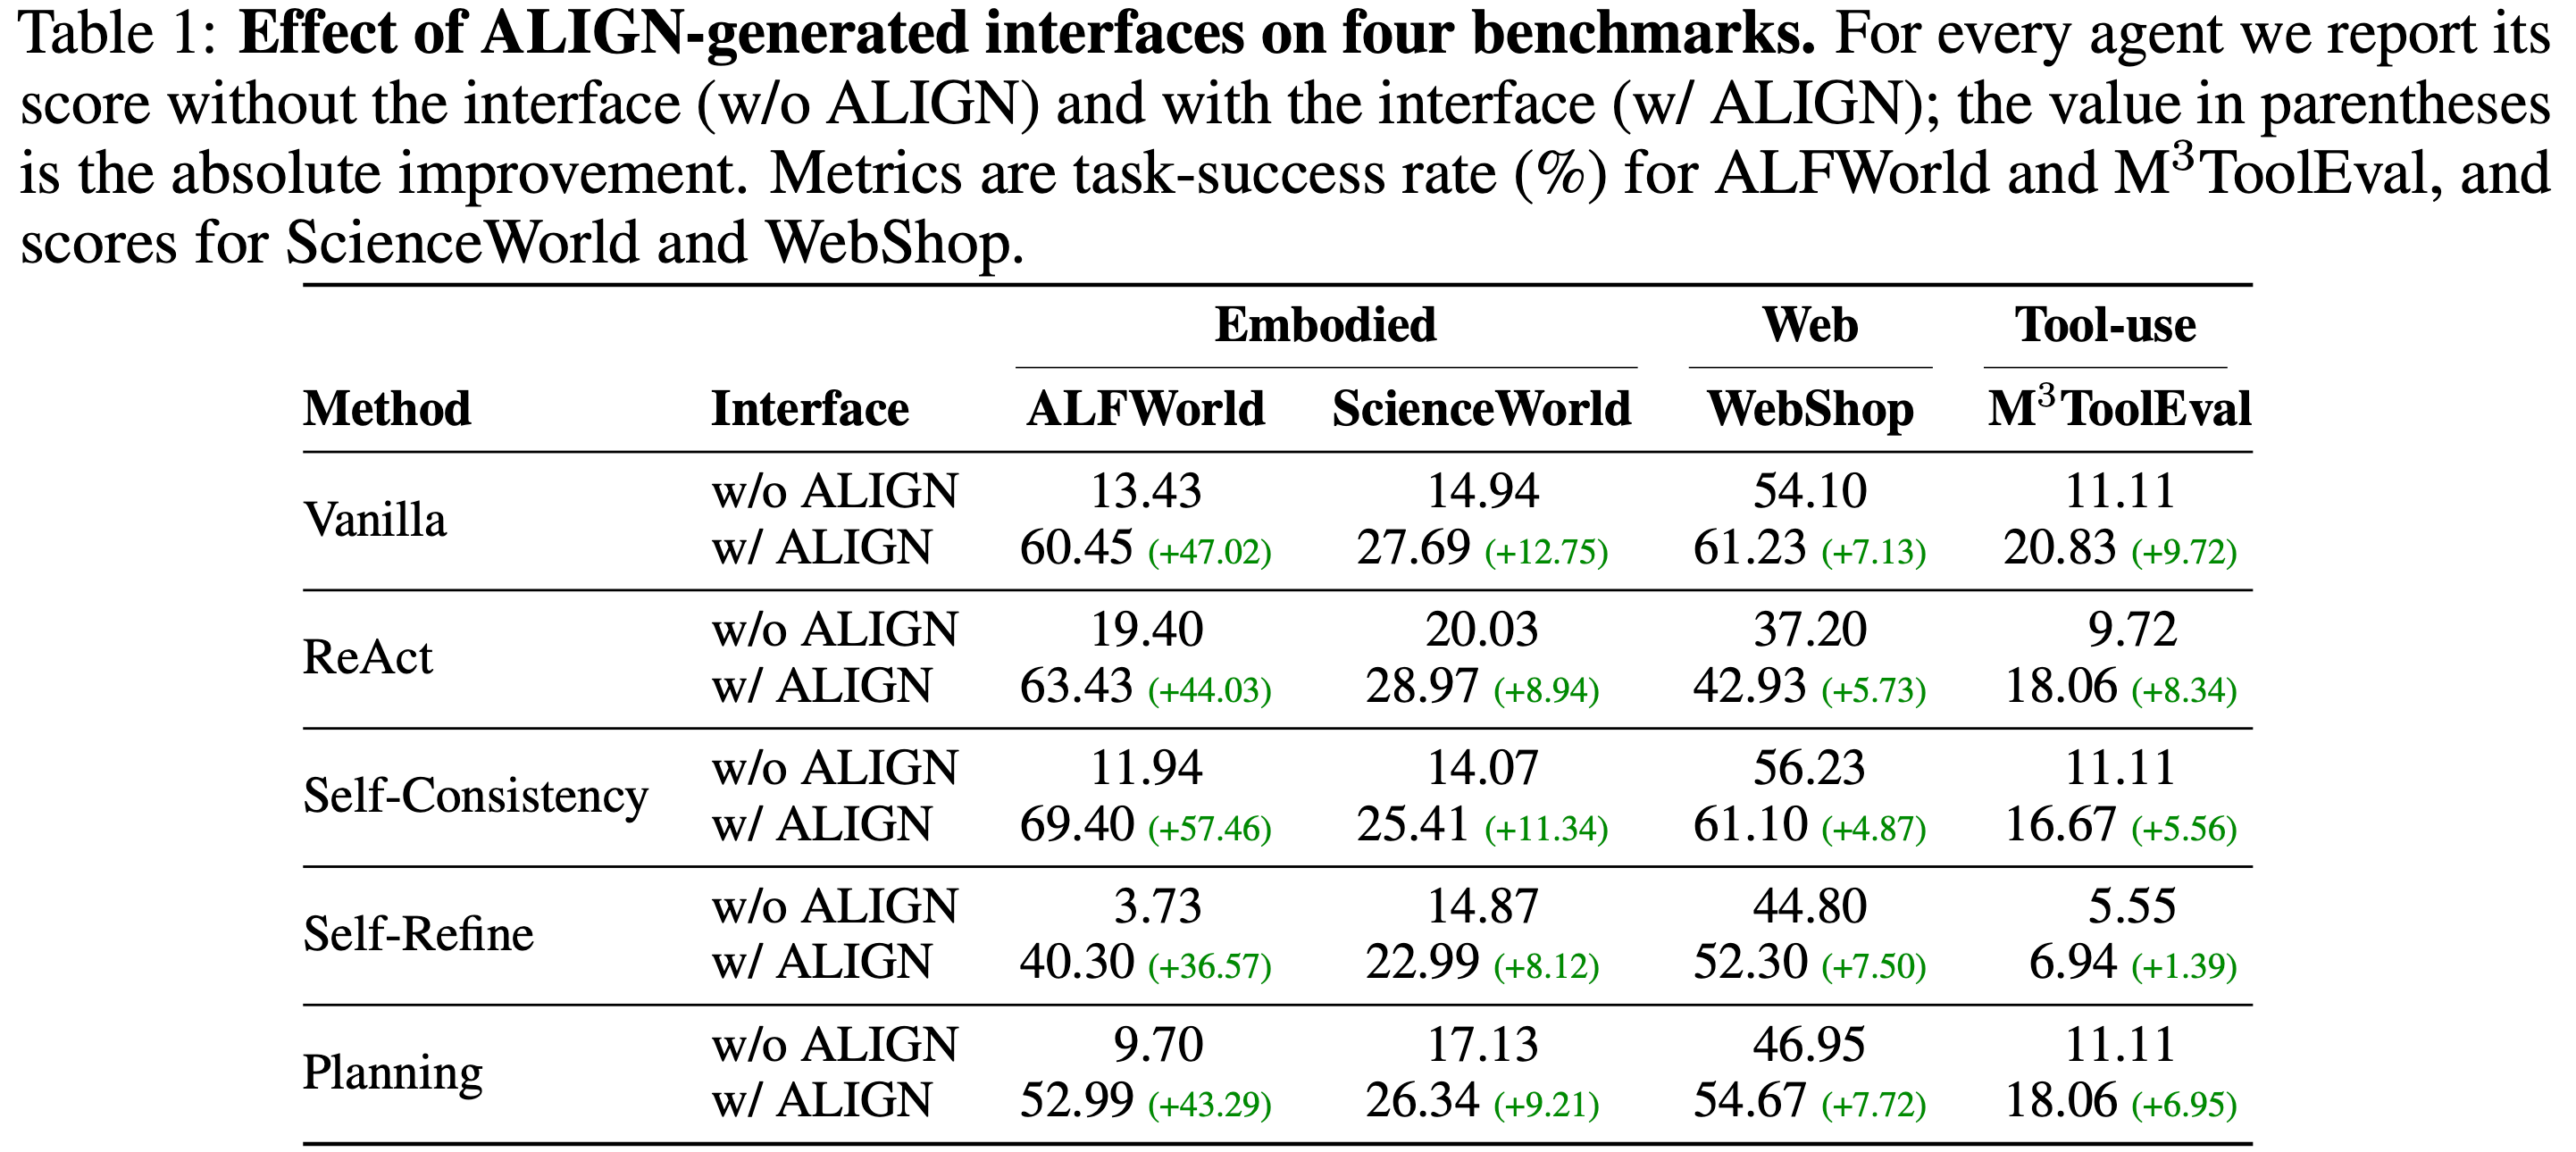 Table 1: Effect of ALIGN-generated interfaces on four benchmarks. For every agent we report its
score without the interface (w/o ALIGN) and with the interface (w/ ALIGN); the value in parentheses
is the absolute improvement. Metrics are task-success rate (%) for ALFWorld and M³ToolEval, and
scores for ScienceWorld and WebShop.
Embodied Web Tool-use
Method Interface ALFWorld ScienceWorld WebShop M³ToolEval
Vanilla
w/o ALIGN 13.43 14.94 54.10 11.11
w/ ALIGN 60.45 (+47.02) 27.69 (+12.75) 61.23 (+7.13) 20.83 (+9.72)
ReAct
w/o ALIGN 19.40 20.03 37.20 9.72
w/ ALIGN 63.43 (+44.03) 28.97 (+8.94) 42.93 (+5.73) 18.06 (+8.34)
Self-Consistency
w/o ALIGN 11.94 14.07 56.23 11.11
w/ ALIGN 69.40 (+57.46) 25.41 (+11.34) 61.10 (+4.87) 16.67 (+5.56)
Self-Refine
w/o ALIGN 3.73 14.87 44.80 5.55
w/ ALIGN 40.30 (+36.57) 22.99 (+8.12) 52.30 (+7.50) 6.94 (+1.39)
Planning
w/o ALIGN 9.70 17.13 46.95 11.11
w/ ALIGN 52.99 (+43.29) 26.34 (+9.21) 54.67 (+7.72) 18.06 (+6.95)